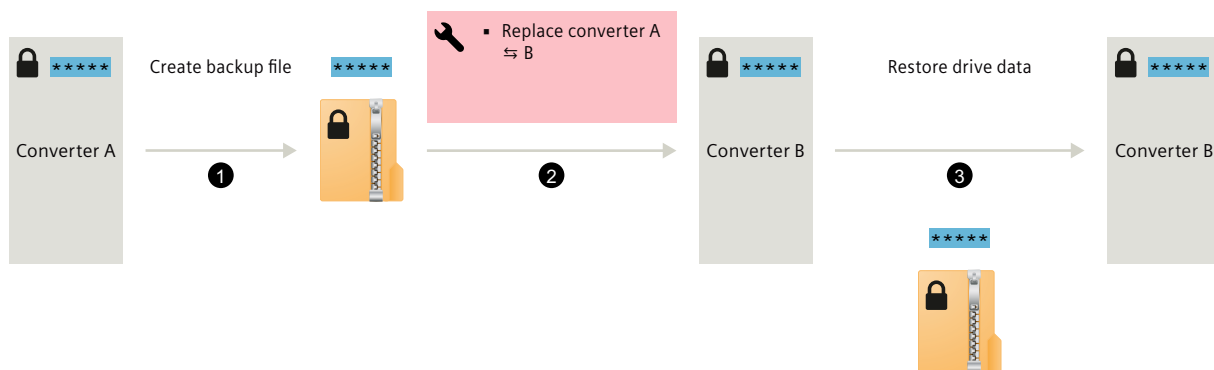 ▪ Replace converter A
⇆ B
*****
Create backup file
*****
*****
Restore drive data
*****
Converter A
Converter B
Converter B
1
2
3
*****